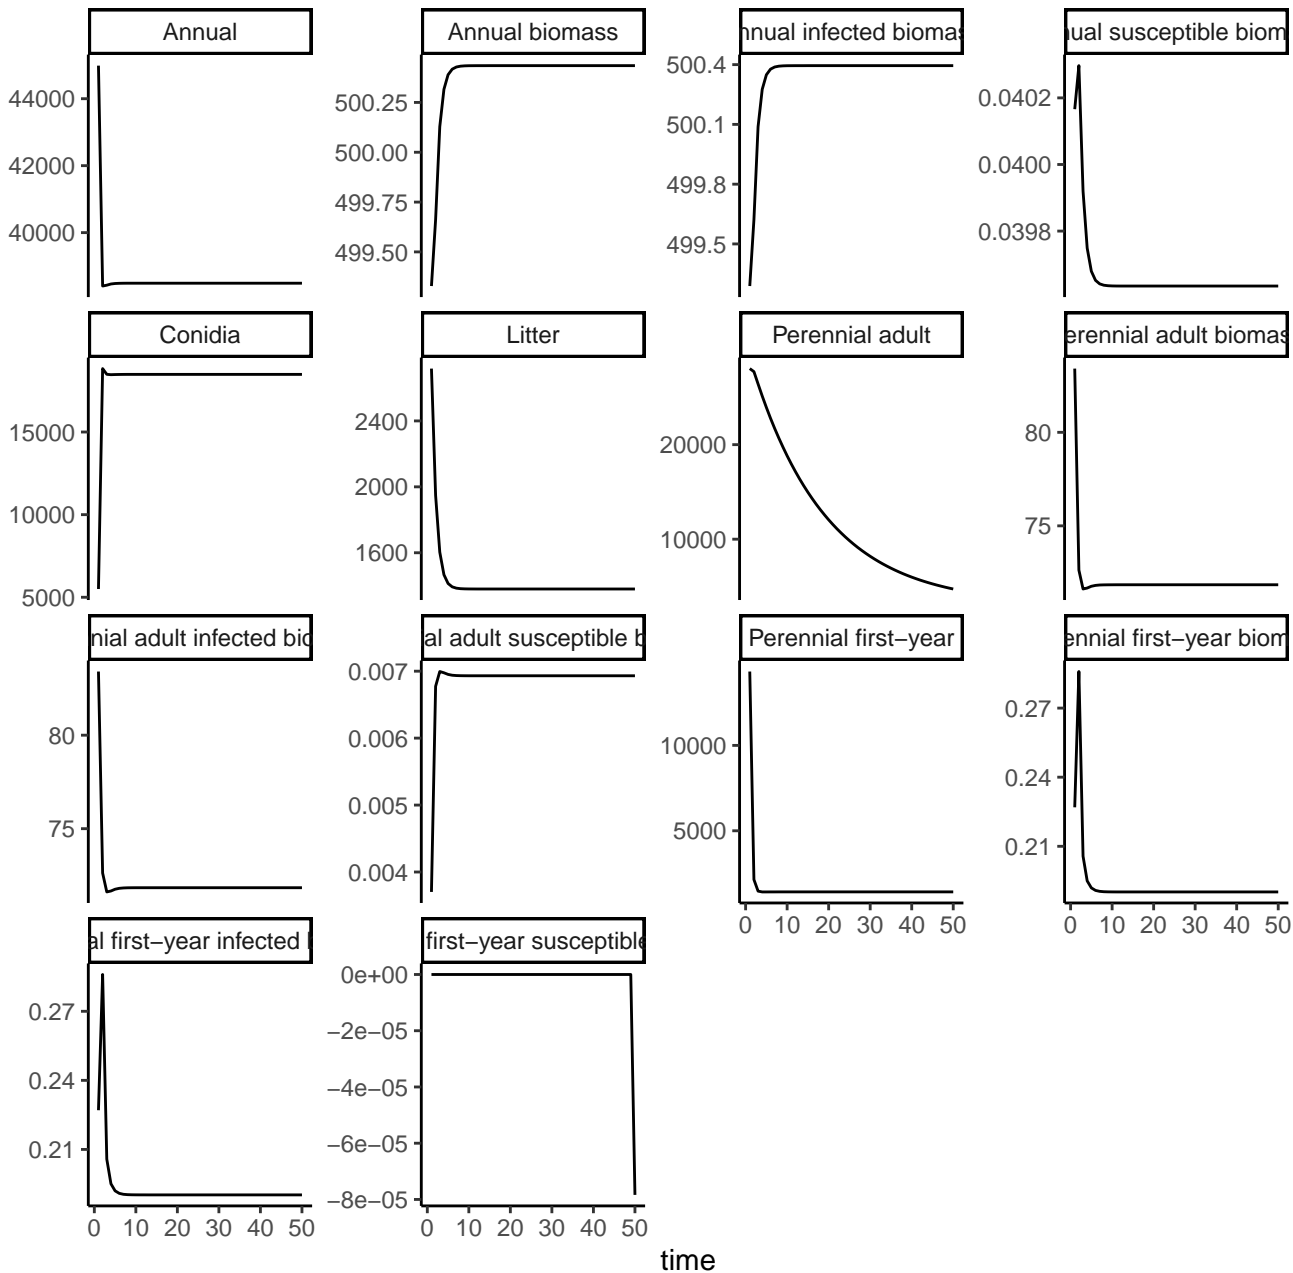 Annual
Annual biomass
nnual infected biomas
nual susceptible biom
44000
42000
40000
500.25
500.00
499.75
499.50
500.4
500.1
499.8
499.5
0.0402
0.0400
0.0398
Conidia
Litter
Perennial adult
erennial adult biomas
15000
10000
5000
2400
2000
1600
20000
10000
80
75
nial adult infected bio
al adult susceptible b
Perennial first−year
ennial first−year biom
80
75
0.007
0.006
0.005
0.004
10000
5000
0.27
0.24
0.21
0 10 20 30 40 50
0 10 20 30 40 50
al first−year infected
first−year susceptible
0.27
0.24
0.21
0e+00
−2e−05
−4e−05
−6e−05
−8e−05
0 10 20 30 40 50
0 10 20 30 40 50
time